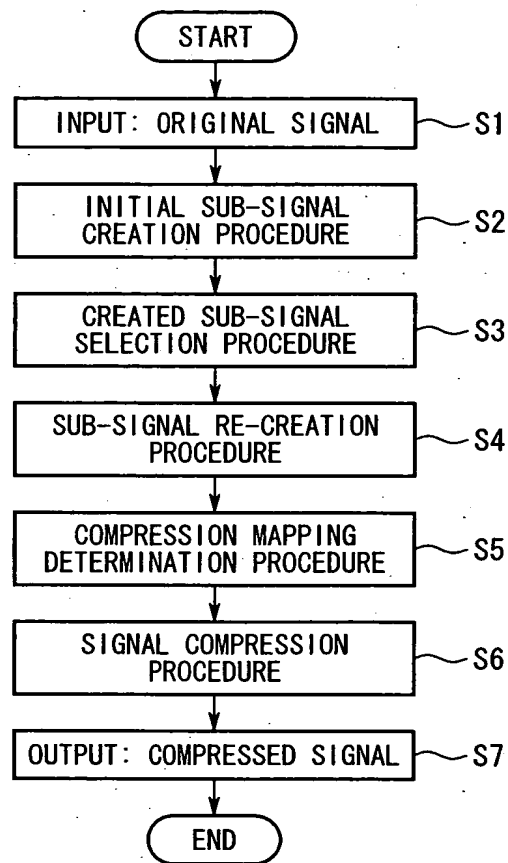 START
INPUT: ORIGINAL SIGNAL
S1
INITIAL SUB-SIGNAL
CREATION PROCEDURE
S2
CREATED SUB-SIGNAL
SELECTION PROCEDURE
S3
SUB-SIGNAL RE-CREATION
PROCEDURE
S4
COMPRESSION MAPPING
DETERMINATION PROCEDURE
S5
SIGNAL COMPRESSION
PROCEDURE
S6
OUTPUT: COMPRESSED SIGNAL
S7
END